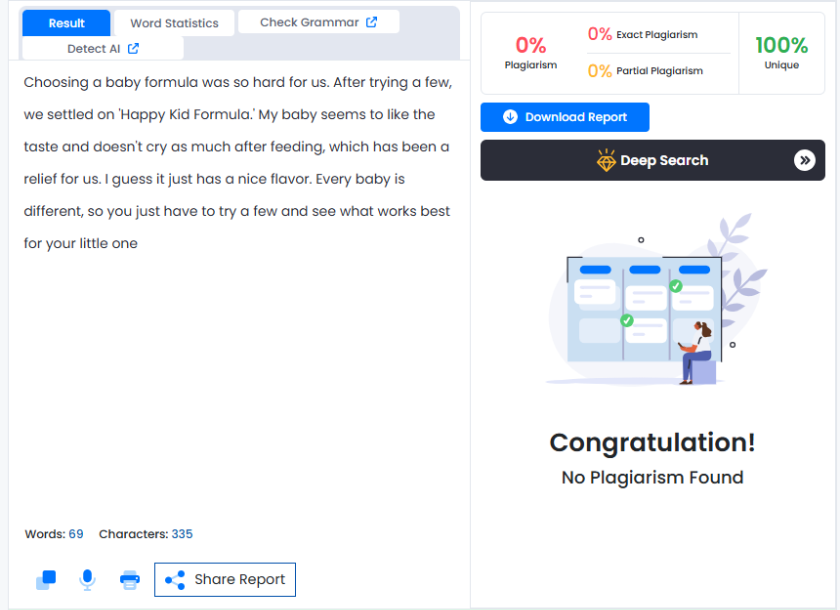 Result
Word Statistics
Check Grammar
Detect AI
Choosing a baby formula was so hard for us. After trying a few,
we settled on 'Happy Kid Formula.' My baby seems to like the
taste and doesn't cry as much after feeding, which has been a
relief for us. I guess it just has a nice flavor. Every baby is
different, so you just have to try a few and see what works best
for your little one
Words: 69 Characters: 335
Share Report
0%
Plagiarism
0% Exact Plagiarism
0% Partial Plagiarism
100%
Unique
Download Report
Deep Search
Congratulation!
No Plagiarism Found